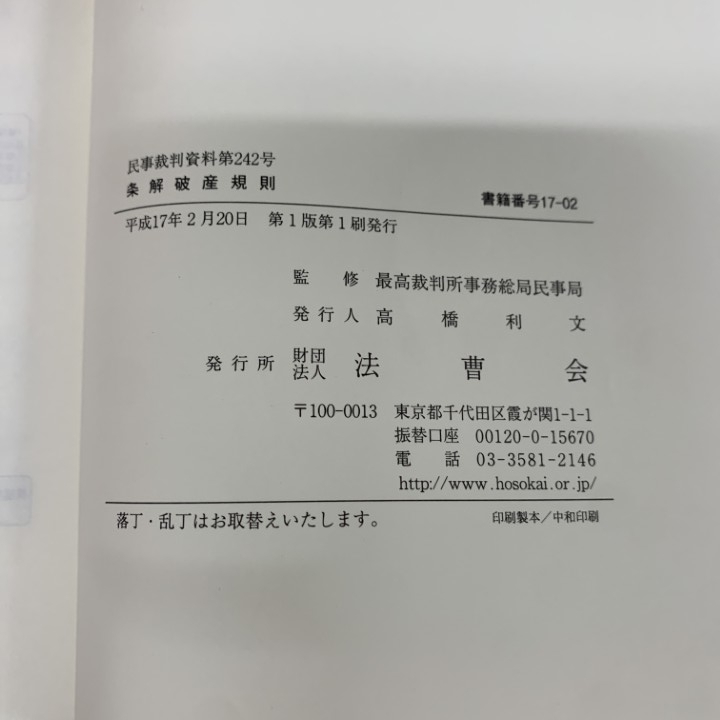 民事裁判資料第242号
条解破産規則
書籍番号17-02
平成17年2月20日 第1版第1刷発行
監修 最高裁判所事務総局民事局
発行人 高橋利文
発行所 財団法人 法曹会
〒100-0013 東京都千代田区霞が関1-1-1
振替口座 00120-0-15670
電話 03-3581-2146
http://www.hosokai.or.jp/
落丁・乱丁はお取替えいたします。
印刷製本/中和印刷